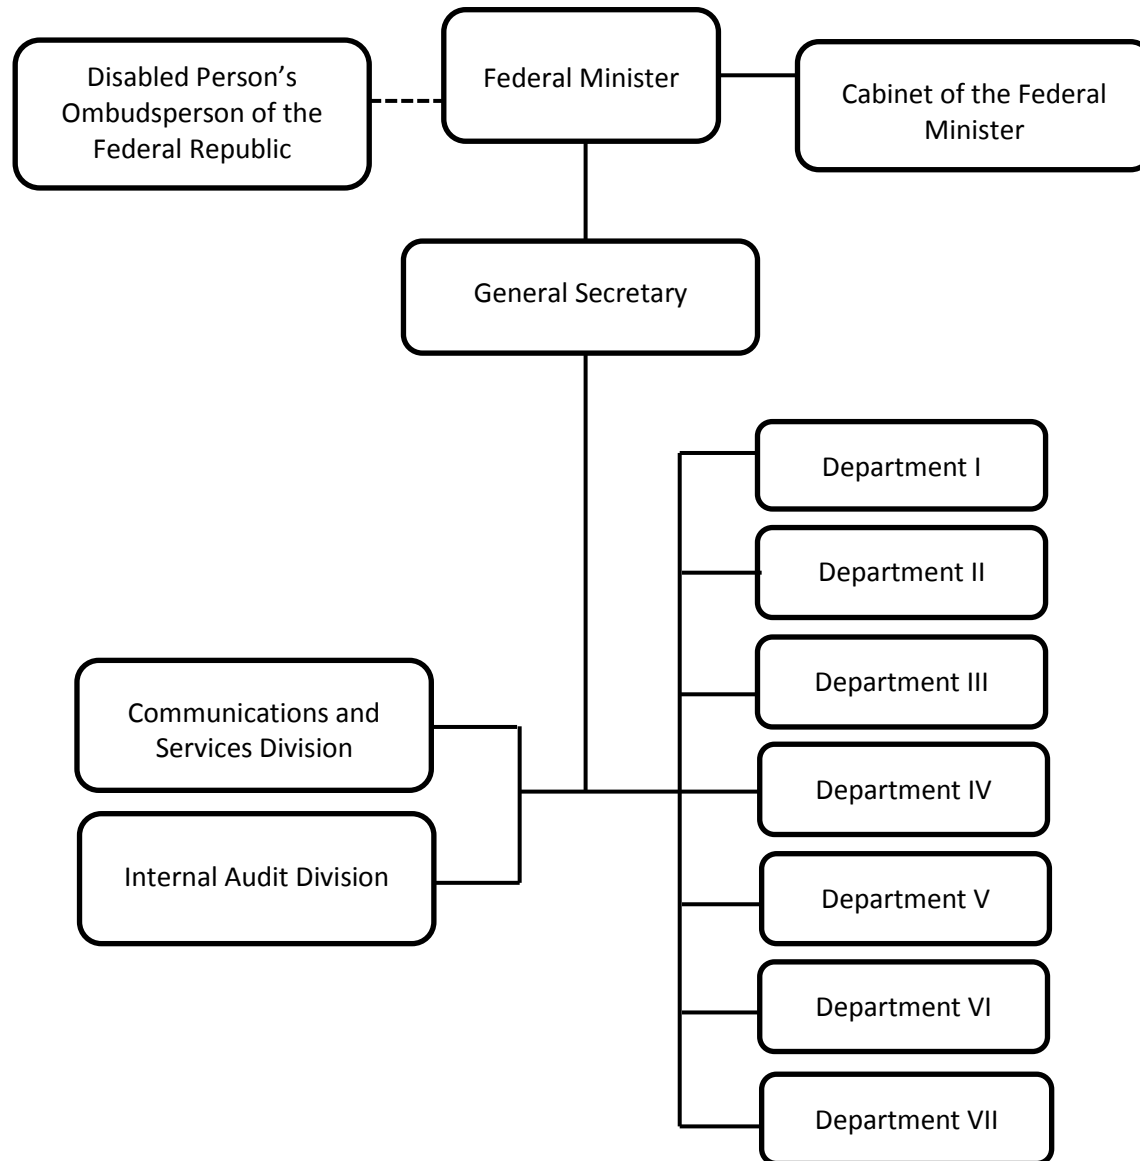 Disabled Person’s
Ombudsperson of the
Federal Republic
Federal Minister
Cabinet of the Federal
Minister
General Secretary
Department I
Department II
Department III
Department IV
Department V
Department VI
Department VII
Communications and
Services Division
Internal Audit Division